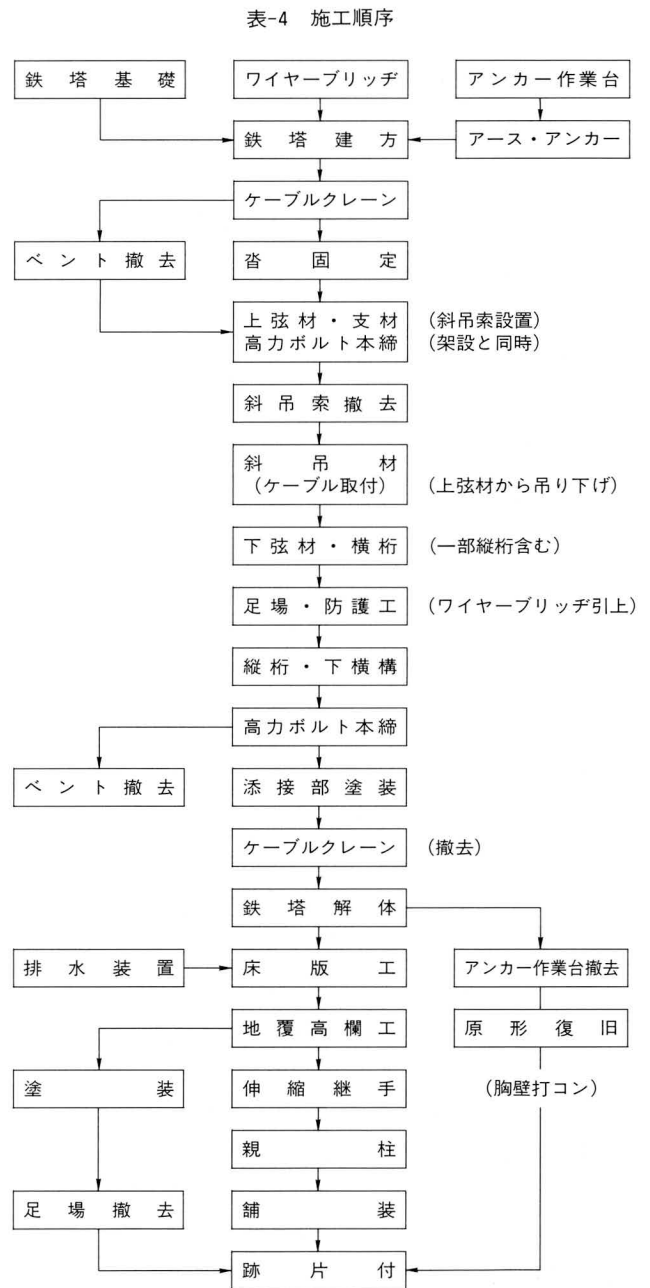 表-4 施工順序
鉄塔基礎
ワイヤーブリッヂ
アンカー作業台
鉄塔建方
アース・アンカー
ケーブルクレーン
ベント撤去
沓固定
上弦材・支材
高力ボルト本締
(斜吊索設置)
(架設と同時)
斜吊索撤去
斜吊材
(ケーブル取付)
(上弦材から吊り下げ)
下弦材・横桁
(一部縦桁含む)
足場・防護工
(ワイヤーブリッヂ引上)
縦桁・下横構
高力ボルト本締
ベント撤去
添接部塗装
ケーブルクレーン
(撤去)
鉄塔解体
排水装置
床版工
アンカー作業台撤去
地覆高欄工
原形復旧
塗装
伸縮継手
(胸壁打コン)
親柱
足場撤去
舗装
跡片付